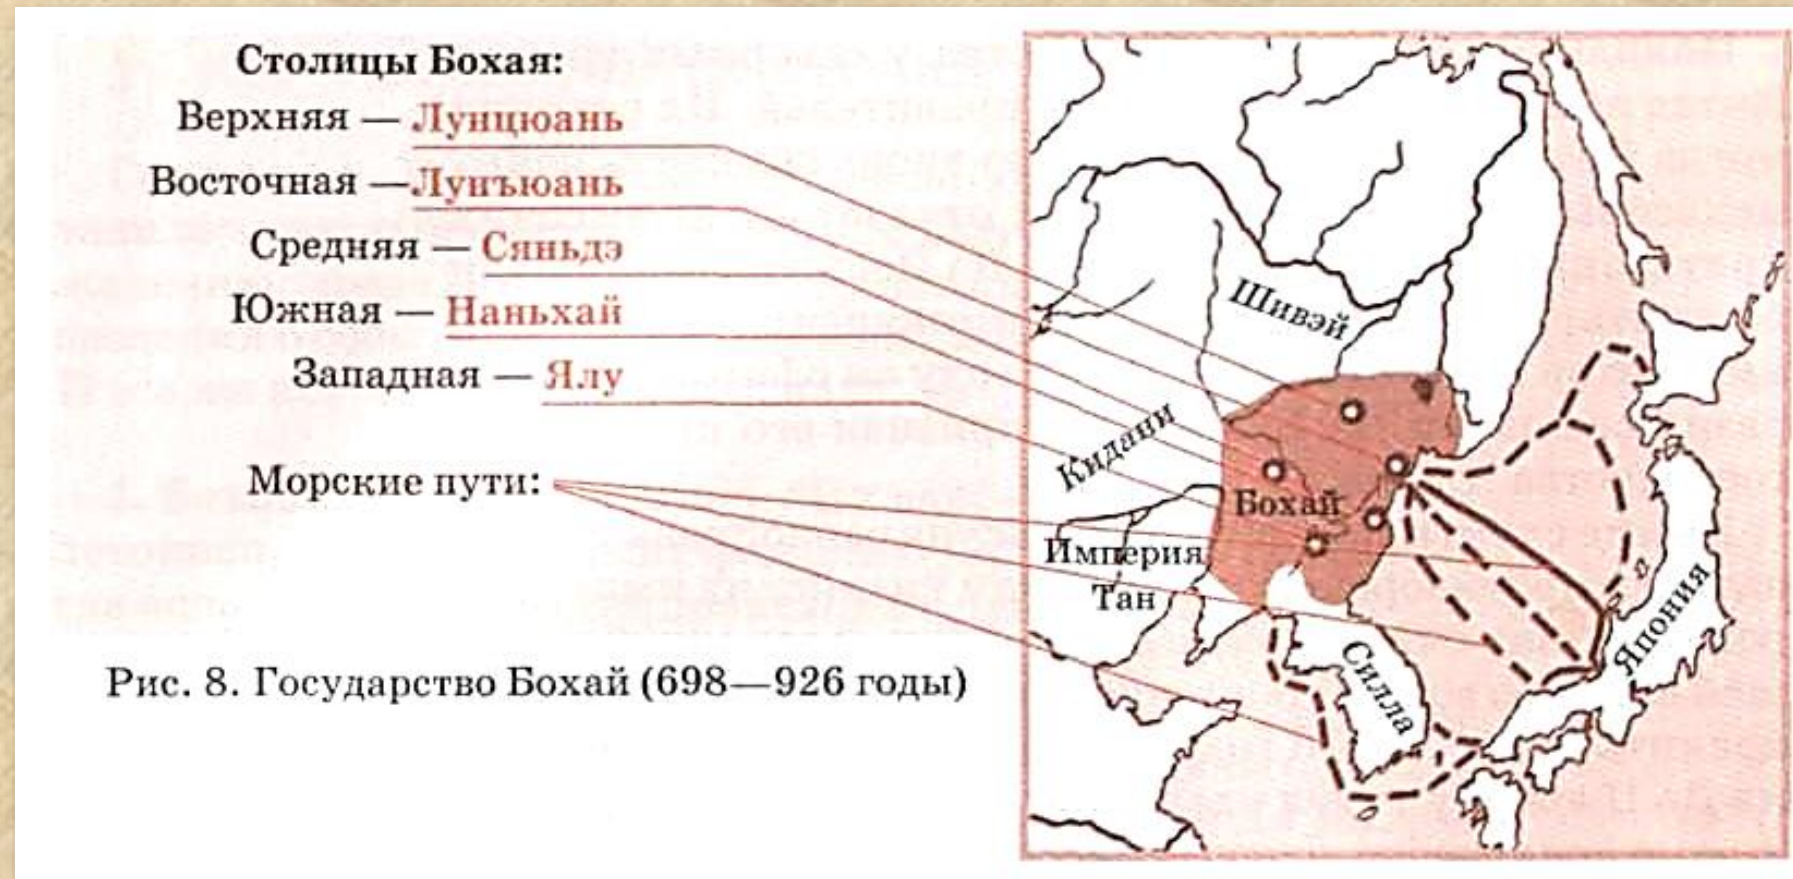 Столицы Бохая:
Верхняя — Лунцюань
Восточная —Лунъюань
Средняя — Сяньдэ
Южная — Наньхай
Западная — Ялу
Морские пути:
Рис. 8. Государство Бохай (698—926 годы)
Шивэй
Кидани
Бохай
Империя
Тан
Силла
Япония